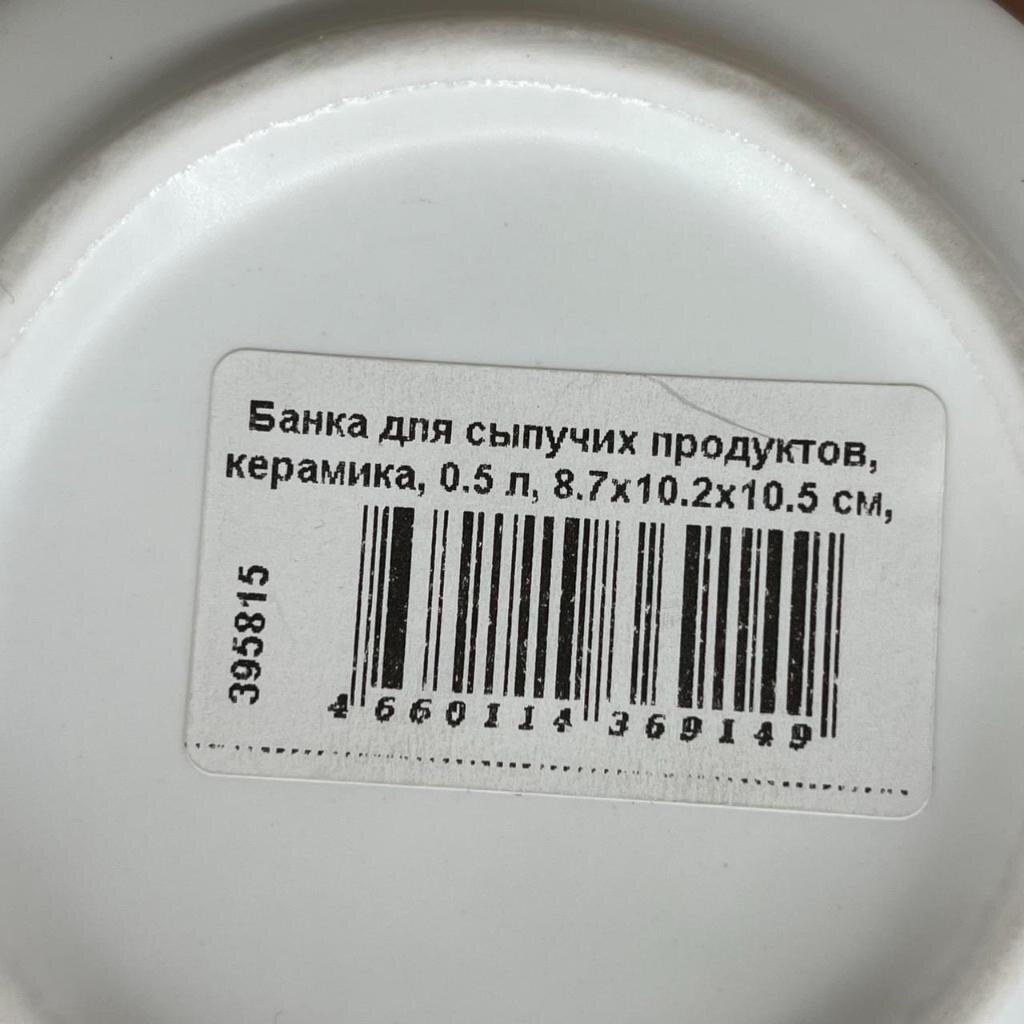 Банка для сыпучих продуктов,
керамика, 0.5 л, 8.7x10.2x10.5 см,
395815
4 660114 369149